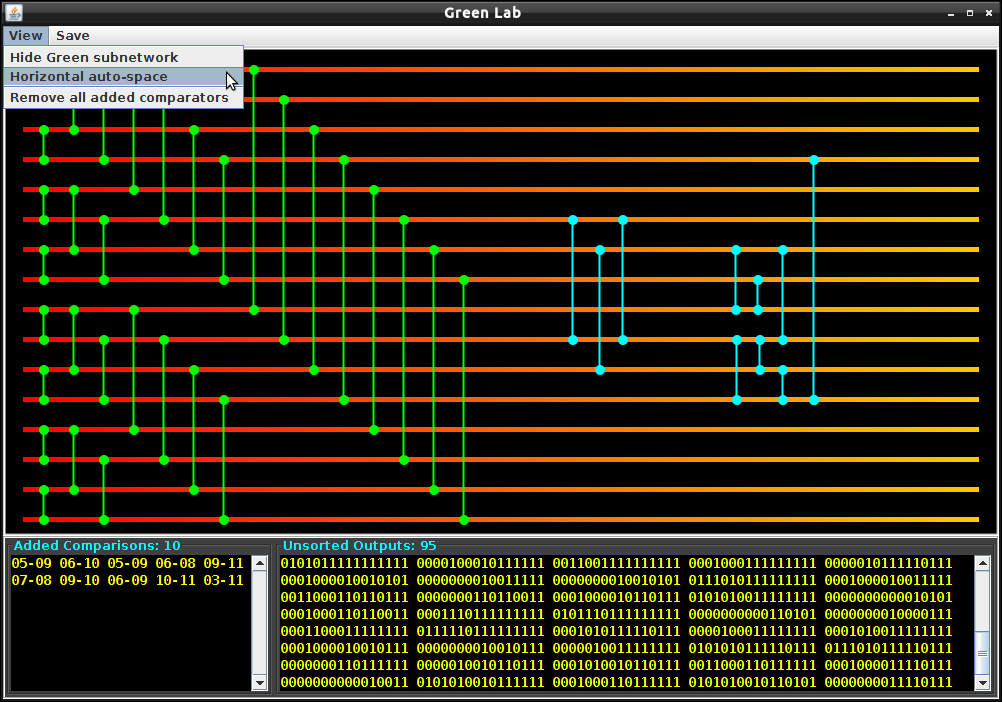 Green Lab
View Save
Hide Green subnetwork
Horizontal auto-space
Remove all added comparators
Added Comparisons: 10
05-09 06-10 05-09 06-08 09-11
07-08 09-10 06-09 10-11 03-11
Unsorted Outputs: 95
0101011111111111 0000100010111111 0011001111111111 0001000111111111 0000010111110111
0001000010010101 0000000010011111 0000000010010101 0111010111111111 0001000010011111
0011000110110111 0000000110110011 0001000010110111 0101010011111111 0000000000010101
0001000110110011 0001110111111111 0101110111111111 0000000000110101 0000000010000111
0001100011111111 0111110111111111 0001010111110111 0000100011111111 0001010011111111
0001000010010011 0000000010010111 0001000111110111 0101010111110111 0111010111110111
0000000110111111 0000010010110111 0001010010110111 0011000110111111 0001000011110111
0000000000010011 0101010010111111 0001000110111111 0101010010110101 0000000011110111